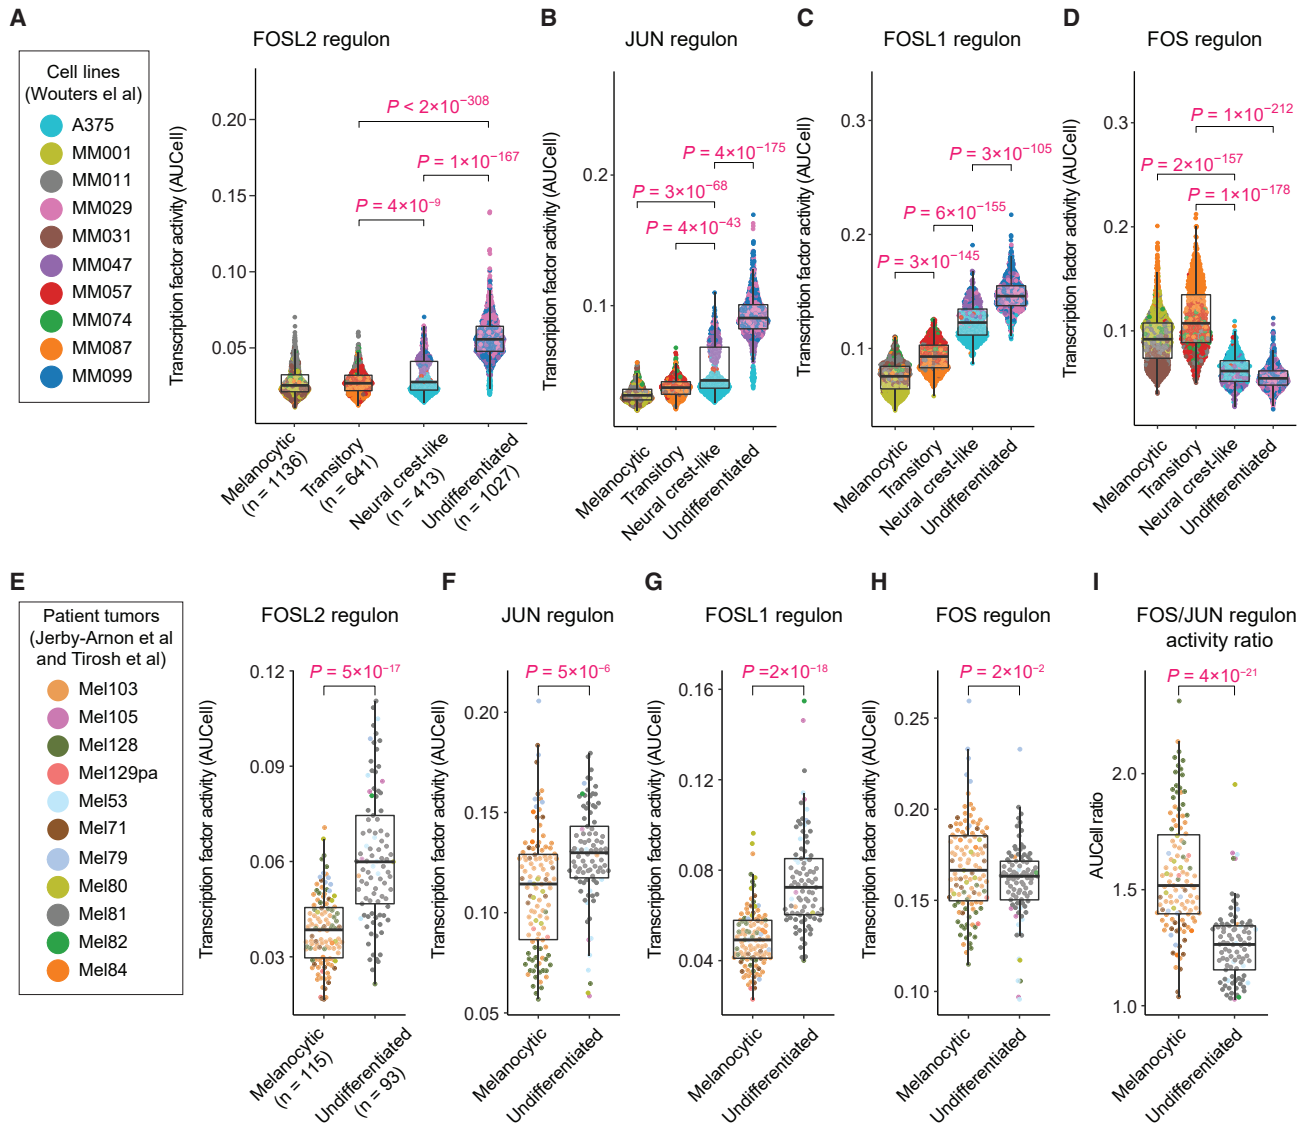 A
FOSL2 regulon
Cell lines
(Wouters el al)
A375
MM001
MM011
MM029
MM031
MM047
MM057
MM074
MM087
MM099
Transcription factor activity (AUCell)
0.20
0.15
0.10
0.05
P < 2×10−308
P = 1×10−167
P = 4×10−9
Melanocytic
(n = 1136)
Transitory
(n = 641)
Neural crest-like
(n = 413)
Undifferentiated
(n = 1027)
B
JUN regulon
Transcription factor activity (AUCell)
0.2
0.1
P = 4×10−175
P = 3×10−68
P = 4×10−43
Melanocytic
Transitory
Neural crest-like
Undifferentiated
C
FOSL1 regulon
Transcription factor activity (AUCell)
0.3
0.2
0.1
P = 3×10−105
P = 6×10−155
P = 3×10−145
Melanocytic
Transitory
Neural crest-like
Undifferentiated
D
FOS regulon
Transcription factor activity (AUCell)
0.3
0.2
0.1
P = 1×10−212
P = 2×10−157
P = 1×10−178
Melanocytic
Transitory
Neural crest-like
Undifferentiated
E
FOSL2 regulon
Patient tumors
(Jerby-Arnon et al
and Tirosh et al)
Mel103
Mel105
Mel128
Mel129pa
Mel53
Mel71
Mel79
Mel80
Mel81
Mel82
Mel84
Transcription factor activity (AUCell)
0.12
0.09
0.06
0.03
P = 5×10−17
Melanocytic
(n = 115)
Undifferentiated
(n = 93)
F
JUN regulon
Transcription factor activity (AUCell)
0.20
0.15
0.10
0.05
P = 5×10−6
Melanocytic
Undifferentiated
G
FOSL1 regulon
Transcription factor activity (AUCell)
0.16
0.12
0.08
0.04
P =2×10−18
Melanocytic
Undifferentiated
H
FOS regulon
Transcription factor activity (AUCell)
0.25
0.20
0.15
0.10
P = 2×10−2
Melanocytic
Undifferentiated
I
FOS/JUN regulon
activity ratio
AUCell ratio
2.0
1.5
1.0
P = 4×10−21
Melanocytic
Undifferentiated